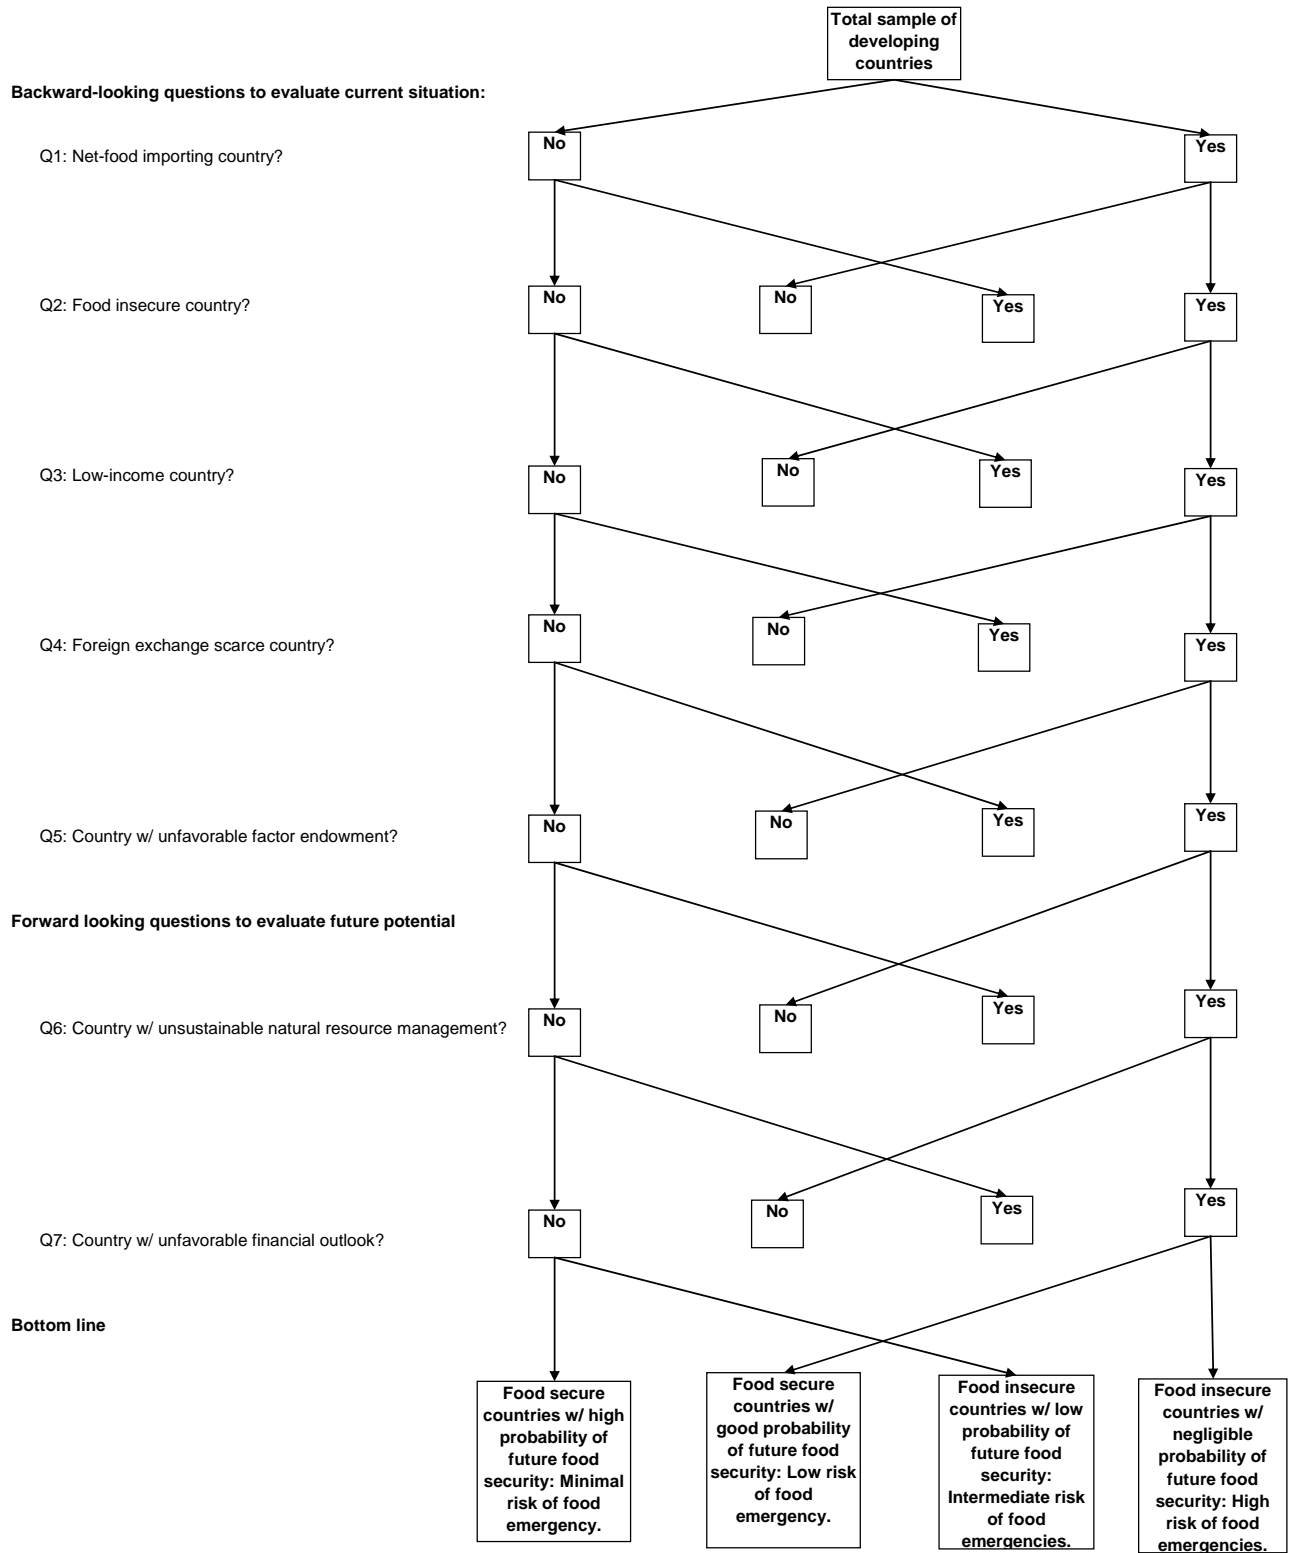 Total sample of
developing
countries
Backward-looking questions to evaluate current situation:
Q1: Net-food importing country?
No
Yes
Q2: Food insecure country?
No
No
Yes
Yes
Q3: Low-income country?
No
No
Yes
Yes
Q4: Foreign exchange scarce country?
No
No
Yes
Yes
Q5: Country w/ unfavorable factor endowment?
No
No
Yes
Yes
Forward looking questions to evaluate future potential
Q6: Country w/ unsustainable natural resource management?
No
No
Yes
Yes
Q7: Country w/ unfavorable financial outlook?
No
No
Yes
Yes
Bottom line
Food secure
countries w/ high
probability of
future food
security: Minimal
risk of food
emergency.
Food secure
countries w/
good probability
of future food
security: Low risk
of food
emergency.
Food insecure
countries w/ low
probability of
future food
security:
Intermediate risk
of food
emergencies.
Food insecure
countries w/
negligible
probability of
future food
security: High
risk of food
emergencies.